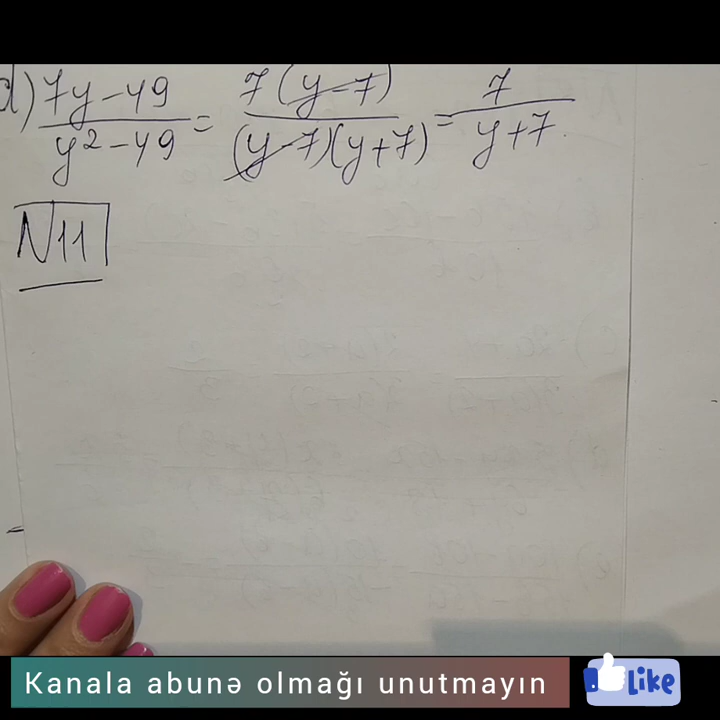 d) 7y-49 / y²-49 = 7(y-7) / (y-7)(y+7) = 7 / y+7.
N11
Kanala abunə olmağı unutmayın
Like